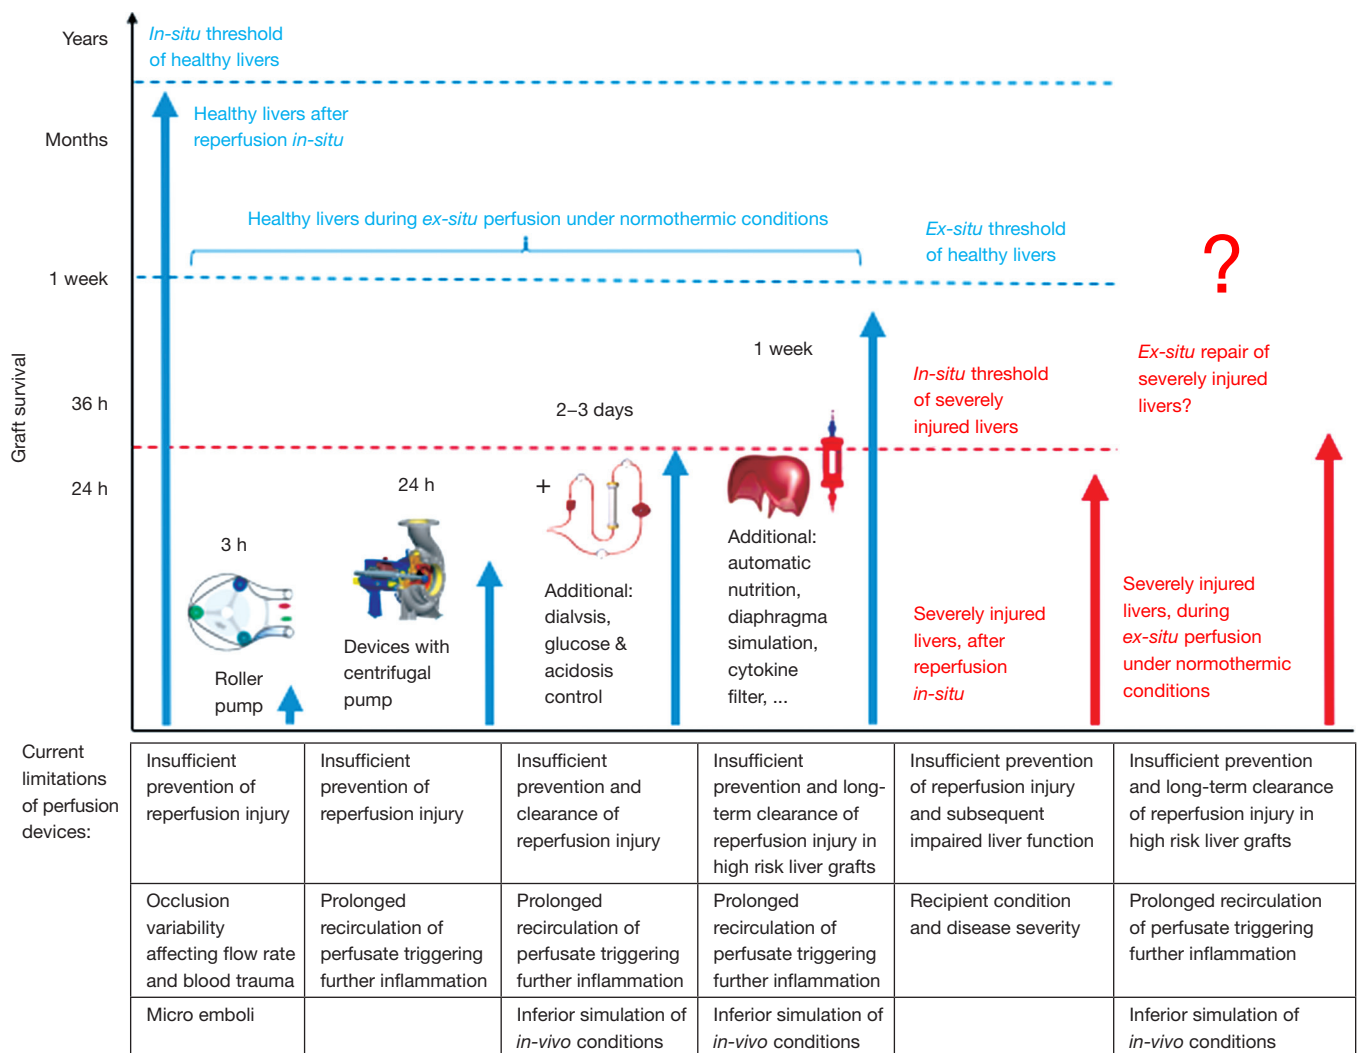 Years
In-situ threshold
of healthy livers
Healthy livers after
reperfusion in-situ
Months
Healthy livers during ex-situ perfusion under normothermic conditions
Ex-situ threshold
of healthy livers
1 week
?
Graft survival
1 week
Ex-situ repair of
severely injured
livers?
In-situ threshold
of severely
injured livers
36 h
2–3 days
24 h
24 h
+
3 h
Roller
pump
Devices with
centrifugal
pump
Additional:
dialvsis,
glucose &
acidosis
control
Additional:
automatic
nutrition,
diaphragma
simulation,
cytokine
filter, ...
Severely injured
livers, after
reperfusion
in-situ
Severely injured
livers, during
ex-situ perfusion
under normothermic
conditions
Current
limitations
of perfusion
devices:
Insufficient
prevention of
reperfusion injury
Insufficient
prevention of
reperfusion injury
Insufficient
prevention and
clearance of
reperfusion injury
Insufficient
prevention and long-
term clearance of
reperfusion injury in
high risk liver grafts
Insufficient prevention
of reperfusion injury
and subsequent
impaired liver function
Insufficient prevention
and long-term clearance
of reperfusion injury in
high risk liver grafts
Occlusion
variability
affecting flow rate
and blood trauma
Prolonged
recirculation of
perfusate triggering
further inflammation
Prolonged
recirculation of
perfusate triggering
further inflammation
Prolonged
recirculation of
perfusate triggering
further inflammation
Recipient condition
and disease severity
Prolonged recirculation
of perfusate triggering
further inflammation
Micro emboli
Inferior simulation of
in-vivo conditions
Inferior simulation of
in-vivo conditions
Inferior simulation of
in-vivo conditions